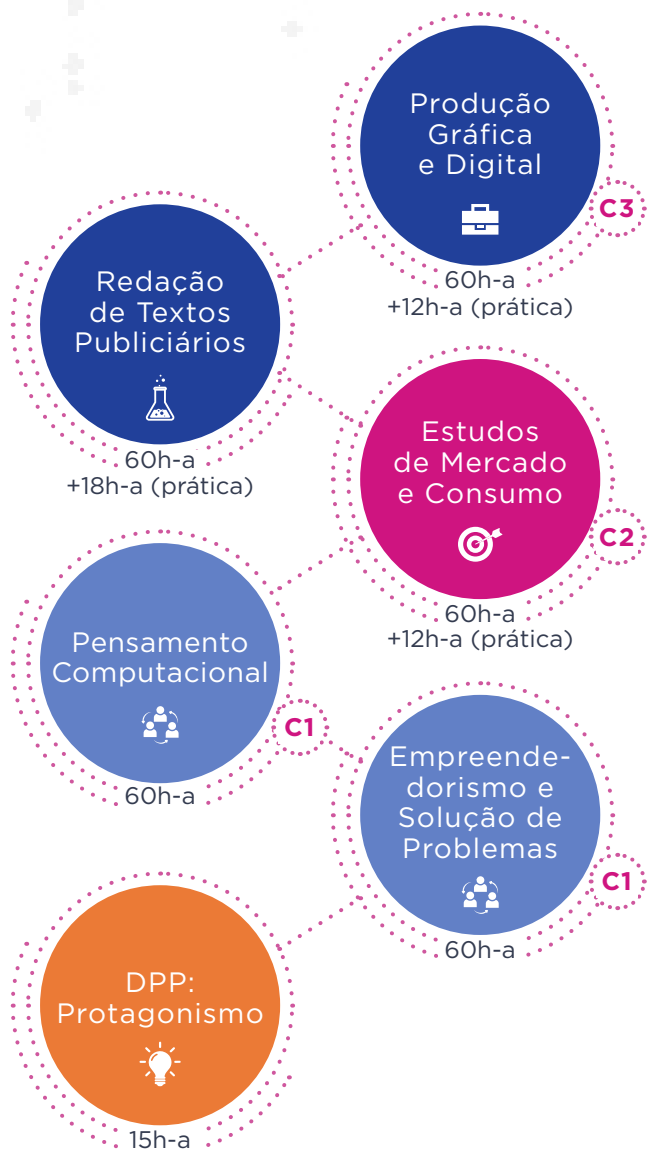 Produção
Gráfica
e Digital
C3
60h-a
+12h-a (prática)
Redação
de Textos
Publiciários
60h-a
+18h-a (prática)
Estudos
de Mercado
e Consumo
C2
60h-a
+12h-a (prática)
Pensamento
Computacional
C1
60h-a
Empreende-
dorismo e
Solução de
Problemas
C1
60h-a
DPP:
Protagonismo
15h-a